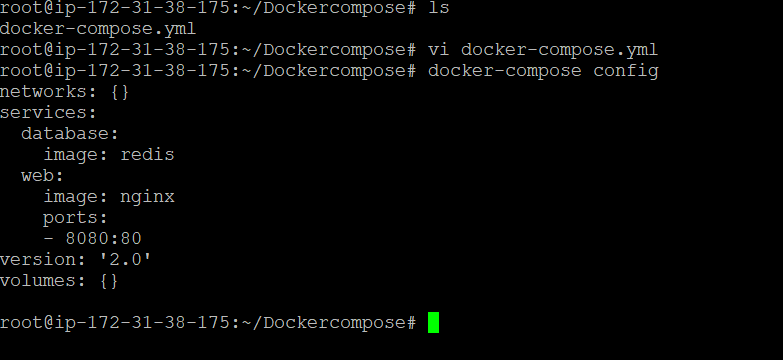 root@ip-172-31-38-175:~/Dockercompose# ls
docker-compose.yml
root@ip-172-31-38-175:~/Dockercompose# vi docker-compose.yml
root@ip-172-31-38-175:~/Dockercompose# docker-compose config
networks: {}
services:
  database:
    image: redis
  web:
    image: nginx
    ports:
    - 8080:80
version: '2.0'
volumes: {}

root@ip-172-31-38-175:~/Dockercompose#